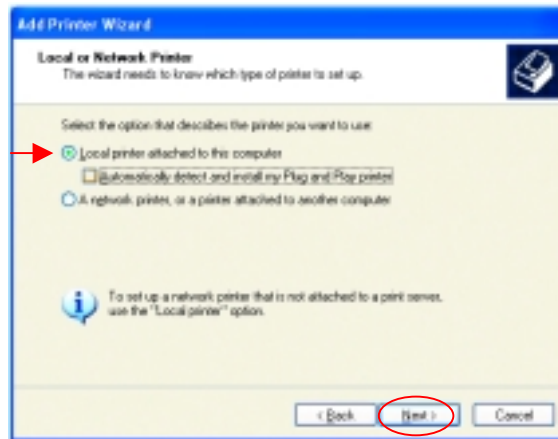 Add Printer Wizard
Local or Network Printer
The wizard needs to know which type of printer to set up.
Select the option that describes the printer you want to use:
Local printer attached to this computer
Automatically detect and install my Plug and Play printer
A network printer, or a printer attached to another computer
To set up a network printer that is not attached to a print server,
use the "Local printer" option.
< Back Next > Cancel